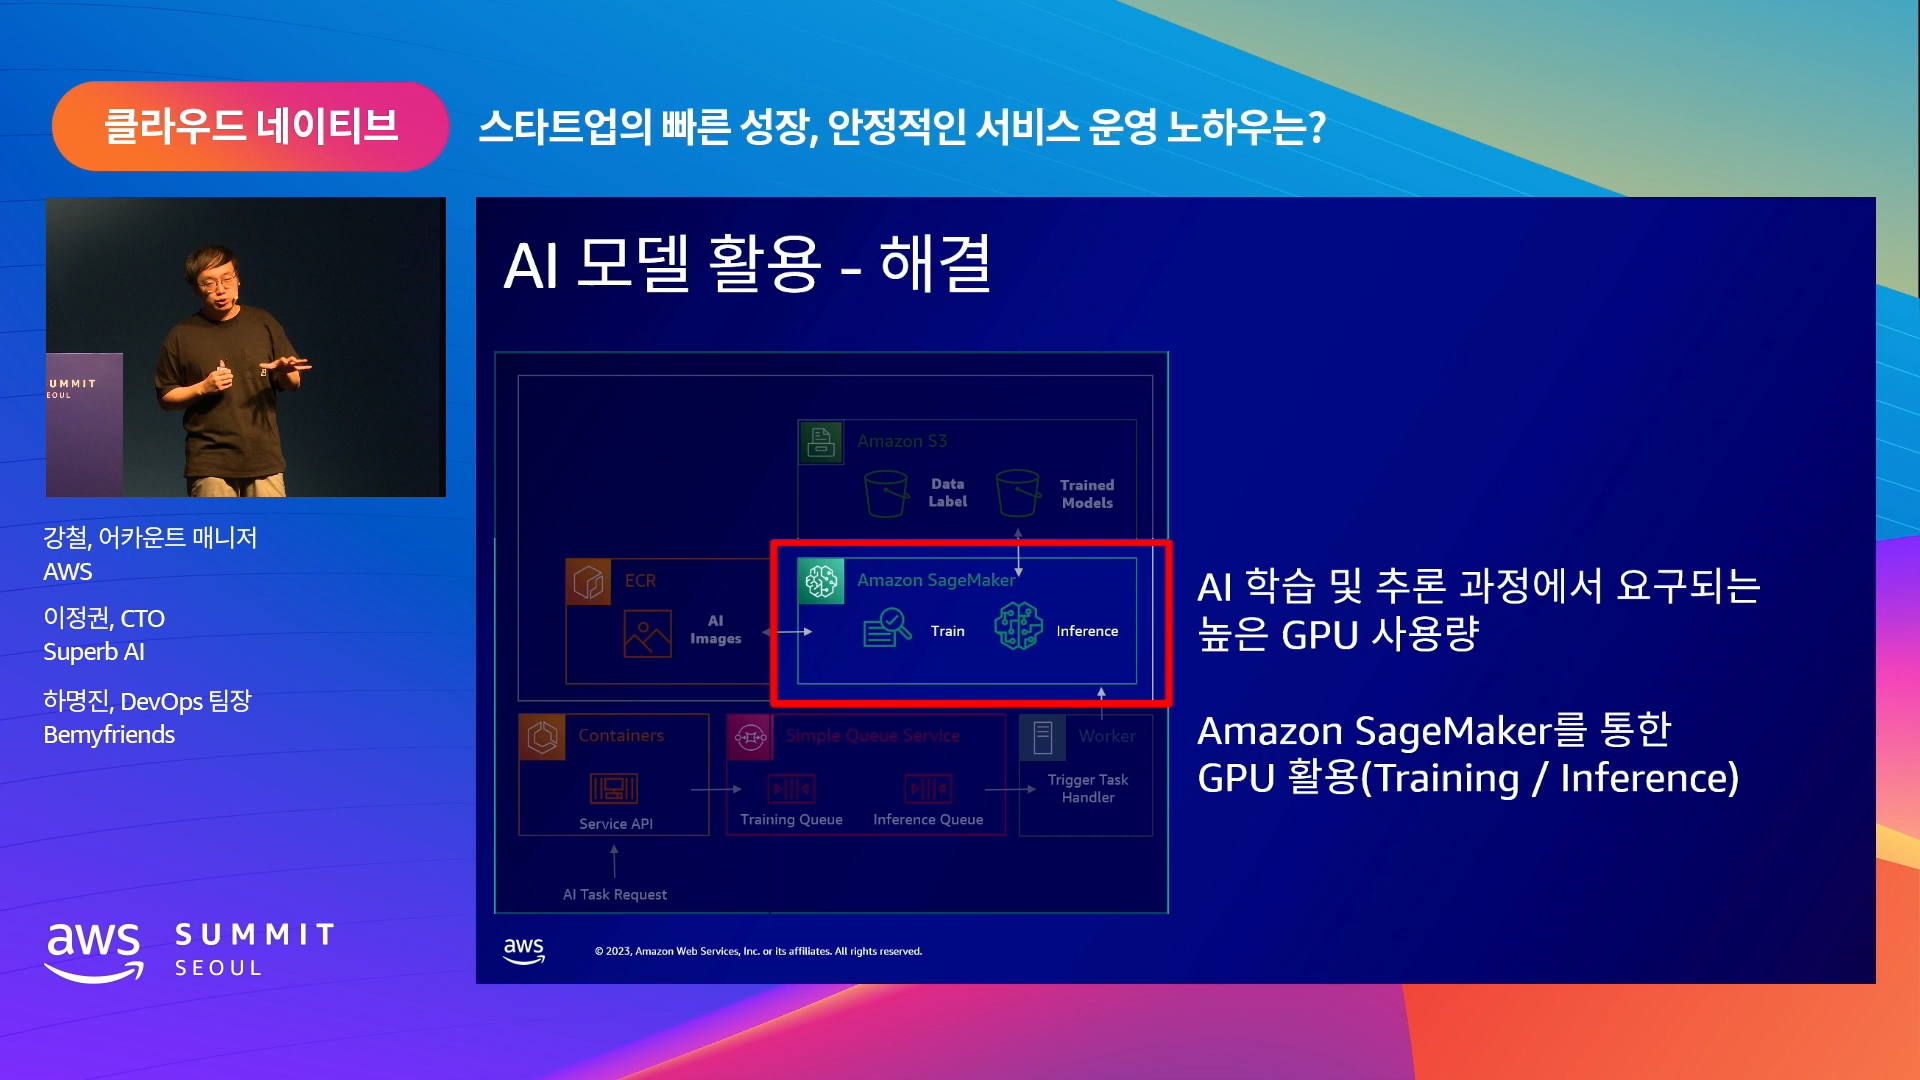 클라우드 네이티브
스타트업의 빠른 성장, 안정적인 서비스 운영 노하우는?
UMMIT
EOUL
강철, 어카운트 매니저
AWS
이정권, CTO
Superb AI
하명진, DevOps 팀장
Bemyfriends
aws SUMMIT
SEOUL
AI 모델 활용 - 해결
Amazon S3
Data
Label
Trained
Models
ECR
AI
Images
Amazon SageMaker
Train
Inference
Containers
Service API
Simple Queue Service
Training Queue
Inference Queue
Worker
Trigger Task
Handler
AI Task Request
AI 학습 및 추론 과정에서 요구되는
높은 GPU 사용량
Amazon SageMaker를 통한
GPU 활용(Training / Inference)
aws
© 2023, Amazon Web Services, Inc. or its affiliates. All rights reserved.